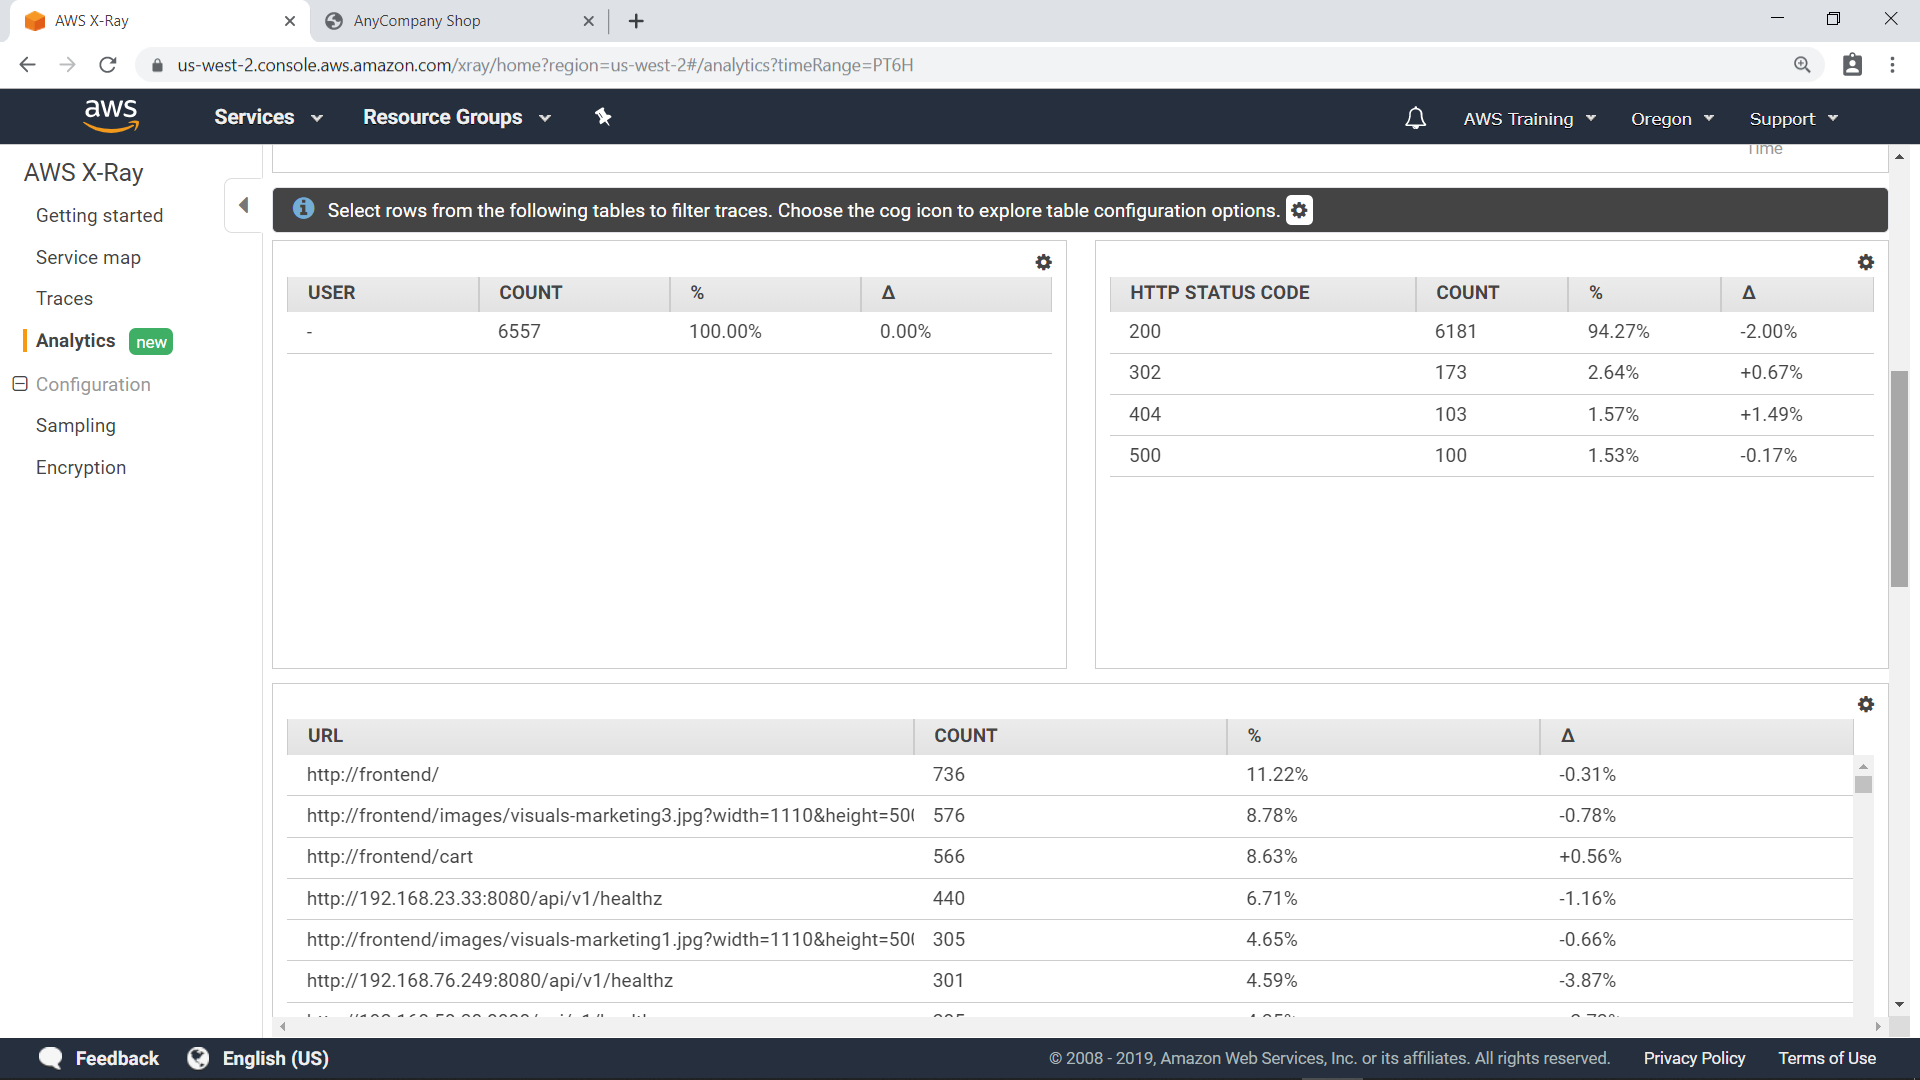 AWS X-Ray
AnyCompany Shop
us-west-2.console.aws.amazon.com/xray/home?region=us-west-2#/analytics?timeRange=PT6H
aws
Services
Resource Groups
AWS Training
Oregon
Support
AWS X-Ray
Getting started
Service map
Traces
Analytics new
Configuration
Sampling
Encryption
Time
Select rows from the following tables to filter traces. Choose the cog icon to explore table configuration options.
USER COUNT % Δ
- 6557 100.00% 0.00%
HTTP STATUS CODE COUNT % Δ
200 6181 94.27% -2.00%
302 173 2.64% +0.67%
404 103 1.57% +1.49%
500 100 1.53% -0.17%
URL COUNT % Δ
http://frontend/ 736 11.22% -0.31%
http://frontend/images/visuals-marketing3.jpg?width=1110&height=500 576 8.78% -0.78%
http://frontend/cart 566 8.63% +0.56%
http://192.168.23.33:8080/api/v1/healthz 440 6.71% -1.16%
http://frontend/images/visuals-marketing1.jpg?width=1110&height=500 305 4.65% -0.66%
http://192.168.76.249:8080/api/v1/healthz 301 4.59% -3.87%
Feedback
English (US)
© 2008 - 2019, Amazon Web Services, Inc. or its affiliates. All rights reserved.
Privacy Policy
Terms of Use